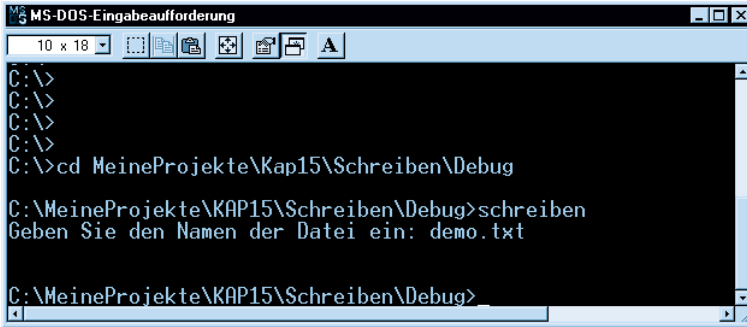 MS-DOS-Eingabeaufforderung
10 x 18
A
C:\>
C:\>
C:\>
C:\>
C:\>cd MeineProjekte\Kap15\Schreiben\Debug
C:\MeineProjekte\KAP15\Schreiben\Debug>schreiben
Geben Sie den Namen der Datei ein: demo.txt
C:\MeineProjekte\KAP15\Schreiben\Debug>_